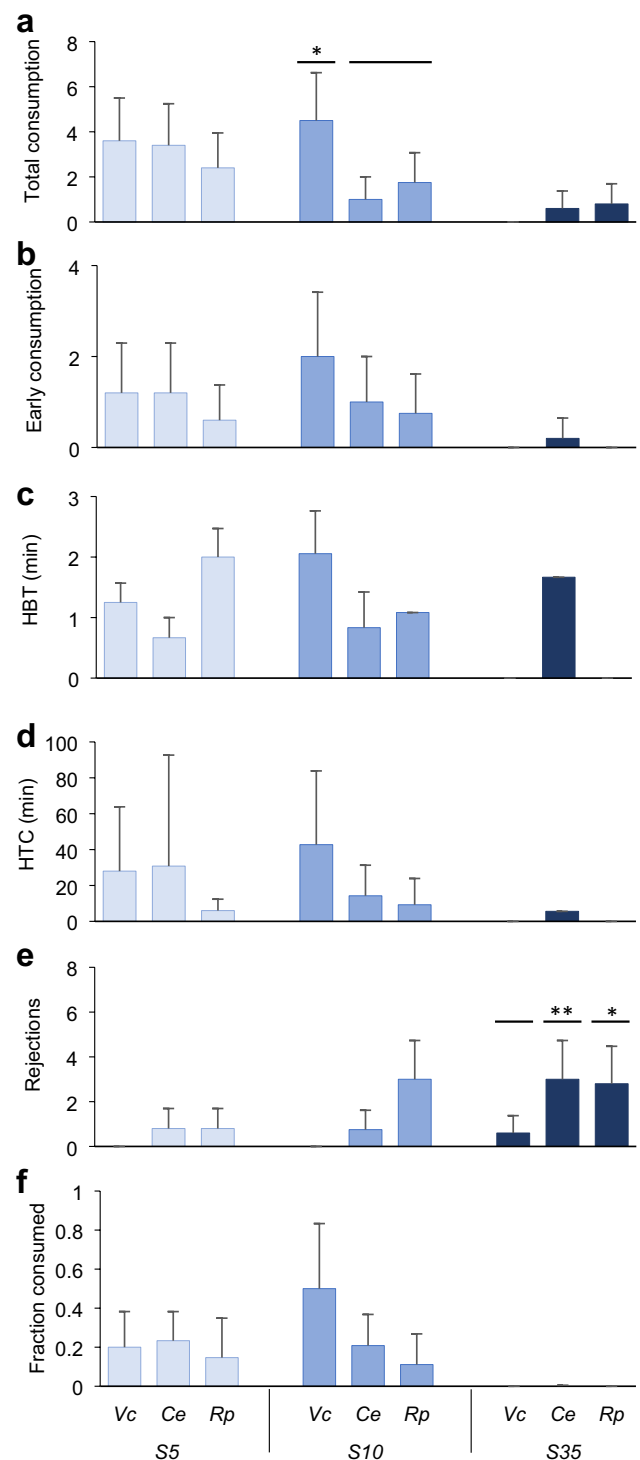 a
Total consumption
8
6
4
2
0
*
b
Early consumption
4
2
0
c
HBT (min)
3
2
1
0
d
HTC (min)
100
80
60
40
20
0
e
Rejections
8
6
4
2
0
** *
f
Fraction consumed
1
0.8
0.6
0.4
0.2
0
Vc Ce Rp Vc Ce Rp Vc Ce Rp
S5 S10 S35